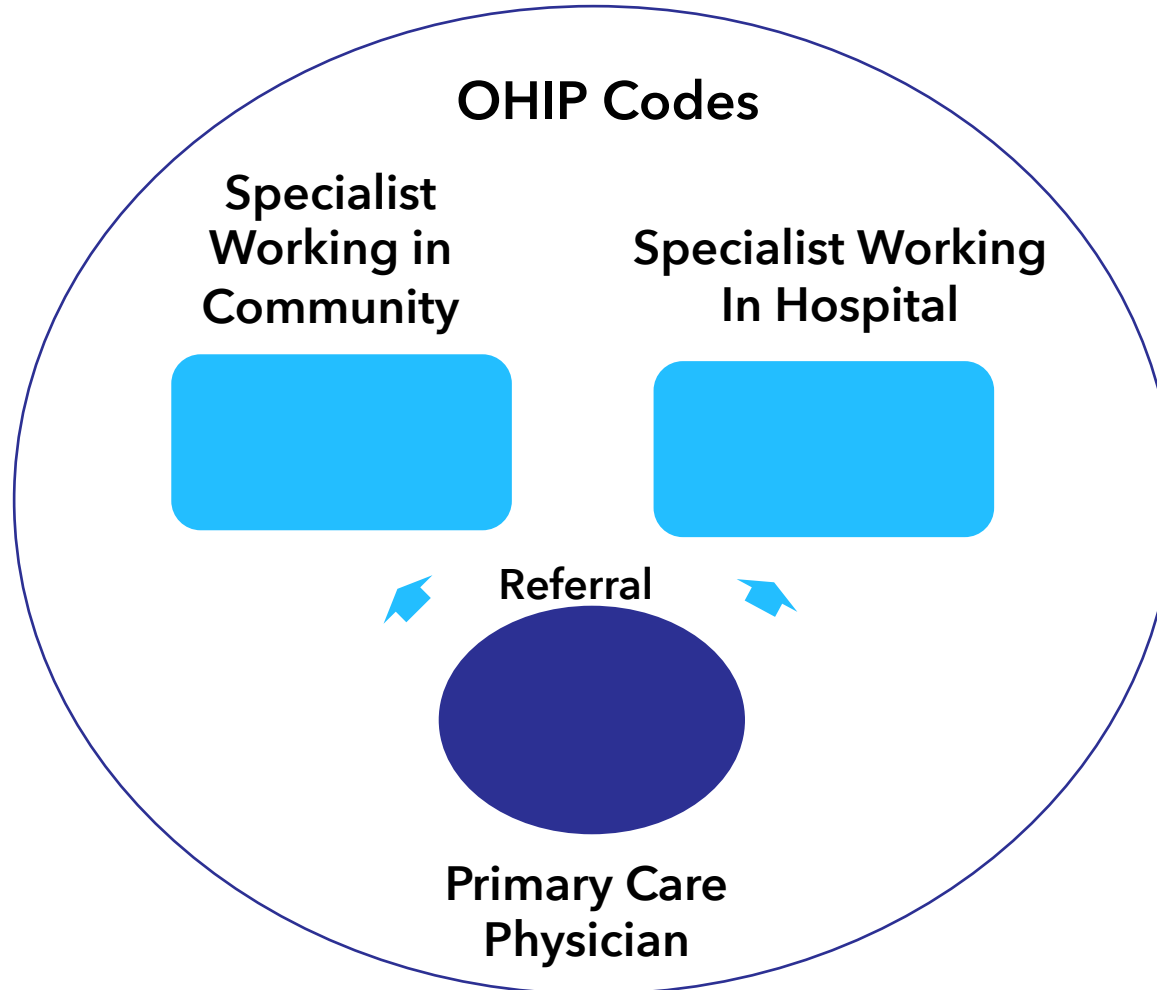 OHIP Codes
Specialist
Working in
Community
Specialist Working
In Hospital
Referral
Primary Care
Physician